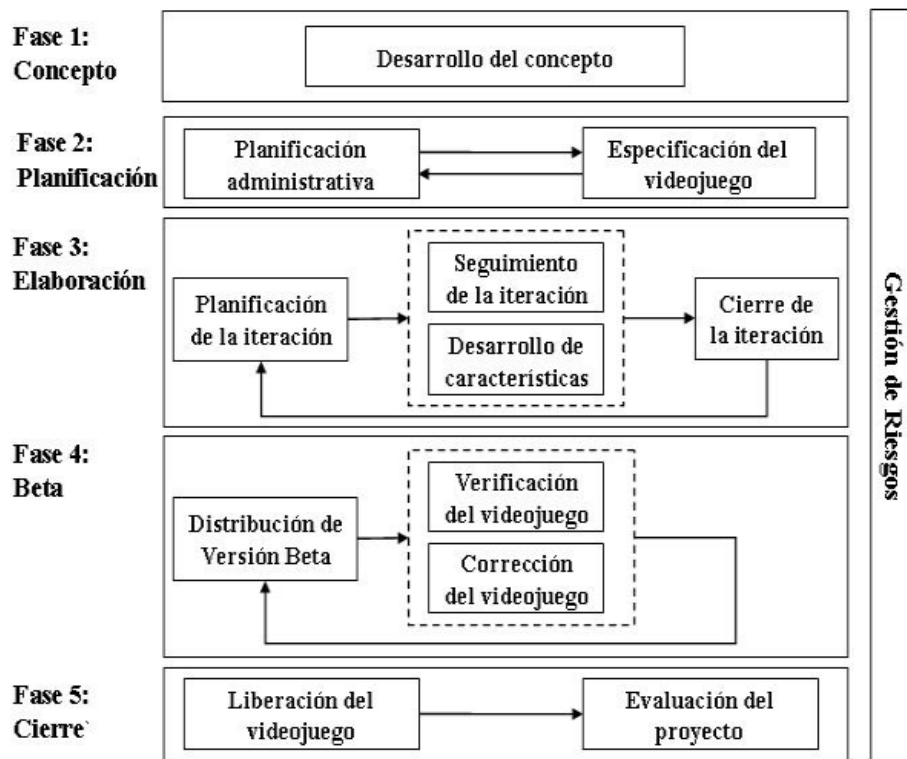 Fase 1:
Concepto
Desarrollo del concepto
Fase 2:
Planificación
Planificación
administrativa
Especificación del
videojuego
Fase 3:
Elaboración
Planificación
de la iteración
Seguimiento
de la iteración
Desarrollo de
características
Cierre de
la iteración
Fase 4:
Beta
Distribución de
Versión Beta
Verificación
del videojuego
Corrección
del videojuego
Fase 5:
Cierre`
Liberación del
videojuego
Evaluación del
proyecto
Gestión de Riesgos